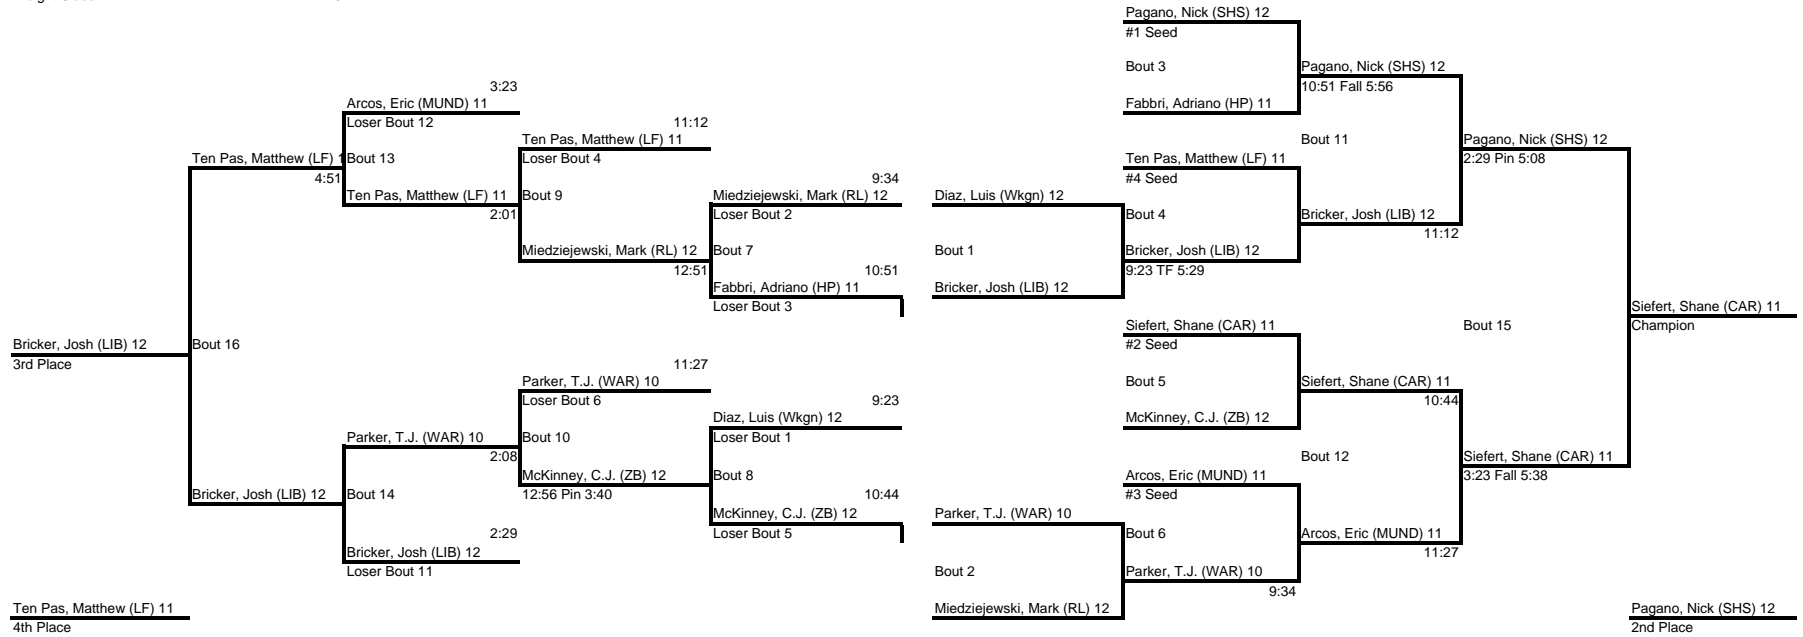 Pagano, Nick (SHS) 12
#1 Seed
Bout 3
Pagano, Nick (SHS) 12
3:23
10:51 Fall 5:56
Arcos, Eric (MUND) 11
Fabbri, Adriano (HP) 11
Loser Bout 12
11:12
Ten Pas, Matthew (LF) 11
Bout 11
Pagano, Nick (SHS) 12
Ten Pas, Matthew (LF) 1
Bout 13
Loser Bout 4
Ten Pas, Matthew (LF) 11
2:29 Pin 5:08
4:51
9:34
#4 Seed
Ten Pas, Matthew (LF) 11
Bout 9
Miedziejewski, Mark (RL) 12
Diaz, Luis (Wkgn) 12
2:01
Loser Bout 2
Bout 4
Bricker, Josh (LIB) 12
11:12
Miedziejewski, Mark (RL) 12
Bout 7
Bout 1
Bricker, Josh (LIB) 12
12:51
10:51
9:23 TF 5:29
Fabbri, Adriano (HP) 11
Bricker, Josh (LIB) 12
Loser Bout 3
Siefert, Shane (CAR) 11
Siefert, Shane (CAR) 11
Bout 15
Champion
Bricker, Josh (LIB) 12
Bout 16
#2 Seed
3rd Place
11:27
Parker, T.J. (WAR) 10
Bout 5
Siefert, Shane (CAR) 11
Loser Bout 6
9:23
10:44
Diaz, Luis (Wkgn) 12
McKinney, C.J. (ZB) 12
Parker, T.J. (WAR) 10
Bout 10
Loser Bout 1
2:08
Bout 12
Siefert, Shane (CAR) 11
McKinney, C.J. (ZB) 12
Bout 8
Arcos, Eric (MUND) 11
3:23 Fall 5:38
Bricker, Josh (LIB) 12
Bout 14
12:56 Pin 3:40
10:44
#3 Seed
McKinney, C.J. (ZB) 12
Parker, T.J. (WAR) 10
2:29
Loser Bout 5
Bout 6
Arcos, Eric (MUND) 11
Bricker, Josh (LIB) 12
11:27
Loser Bout 11
Bout 2
Parker, T.J. (WAR) 10
9:34
Ten Pas, Matthew (LF) 11
Miedziejewski, Mark (RL) 12
Pagano, Nick (SHS) 12
4th Place
2nd Place